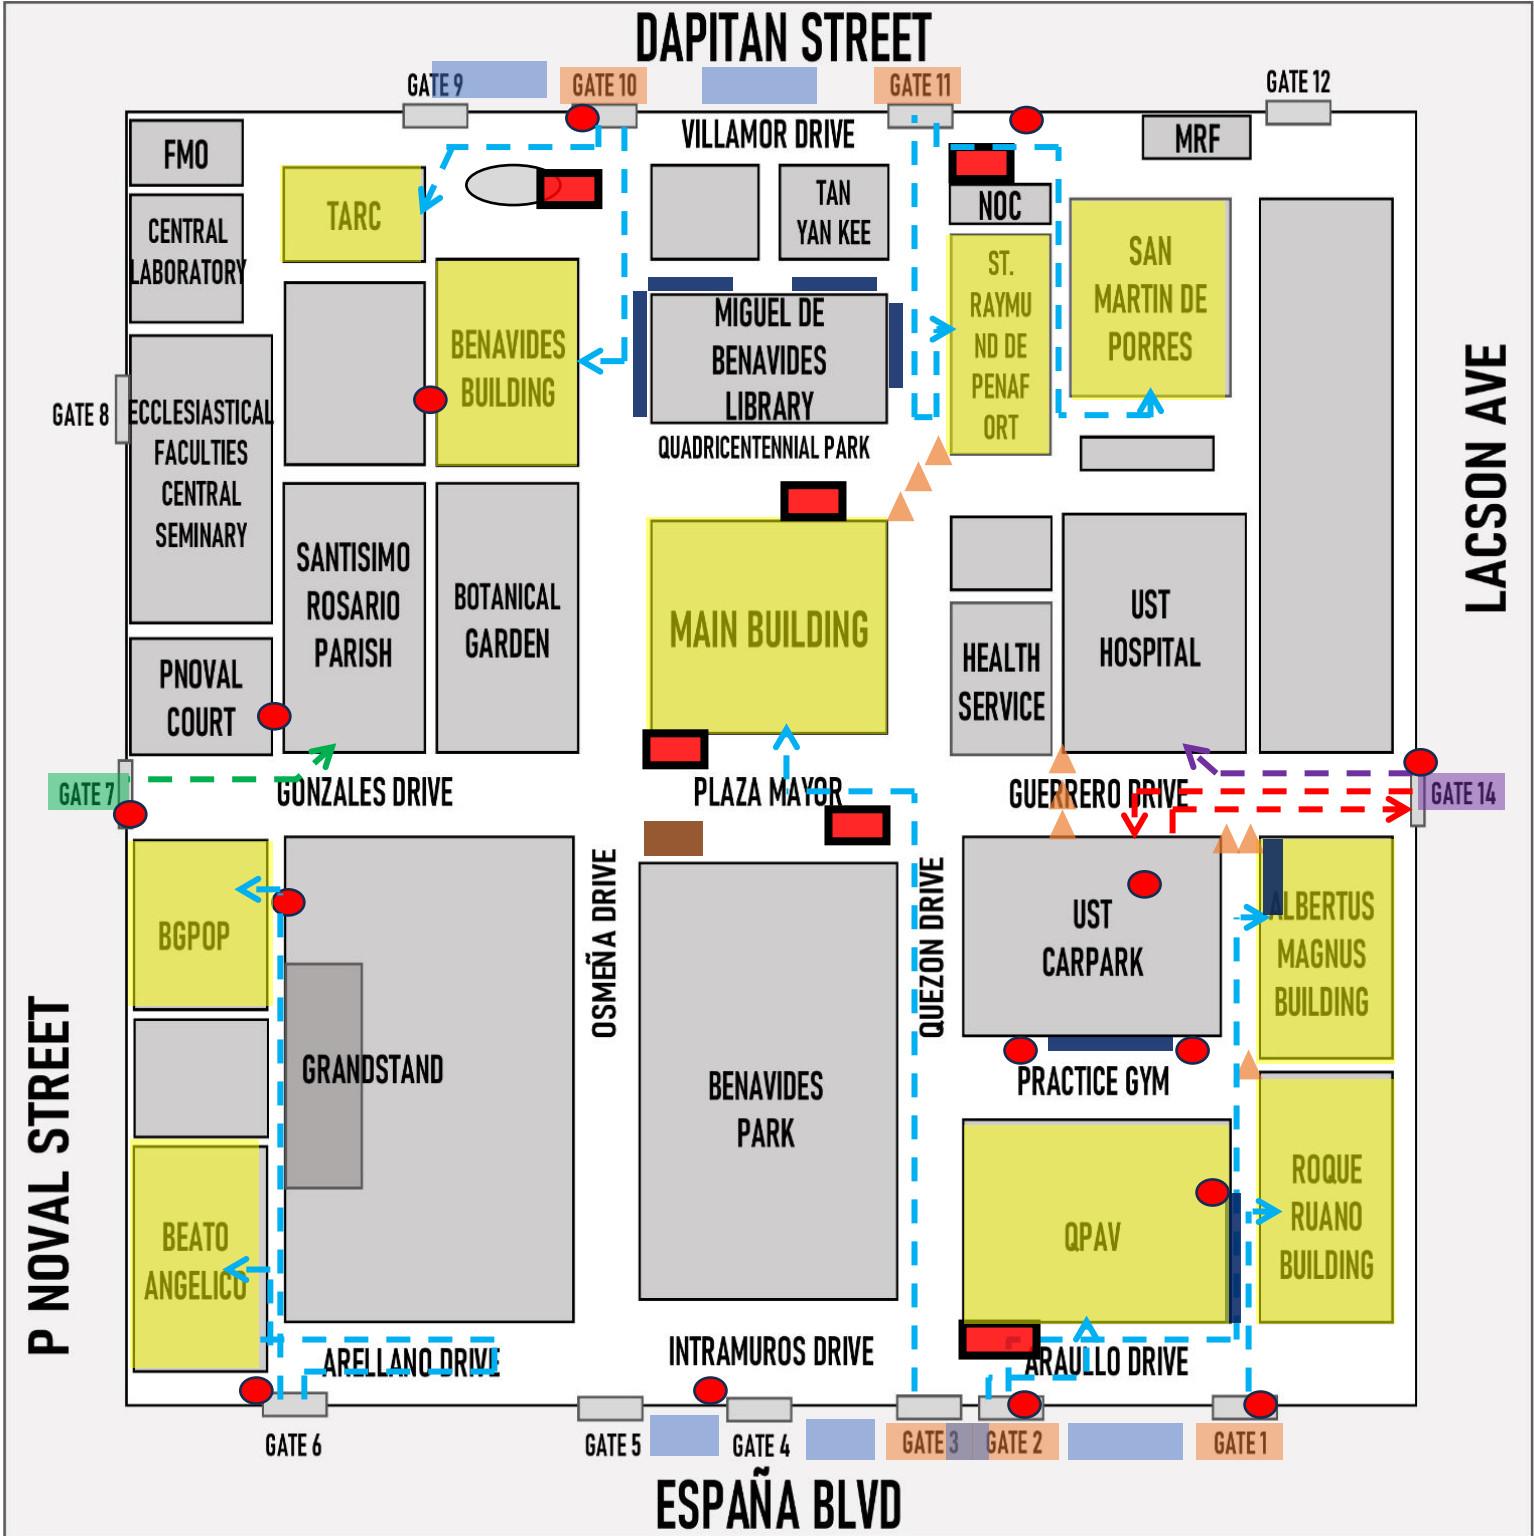 DAPITAN STREET
GATE 9
GATE 10
GATE 11
GATE 12
VILLAMOR DRIVE
FMO
TARC
TAN
YAN KEE
NOC
MRF
CENTRAL
LABORATORY
BENAVIDES
BUILDING
MIGUEL DE
BENAVIDES
LIBRARY
QUADRICENTENNIAL PARK
ST.
RAYMU
ND DE
PENAF
ORT
SAN
MARTIN DE
PORRES
GATE 8
ECCLESIASTICAL
FACULTIES
CENTRAL
SEMINARY
LACSON AVE
SANTISIMO
ROSARIO
PARISH
BOTANICAL
GARDEN
MAIN BUILDING
HEALTH
SERVICE
UST
HOSPITAL
PNOVAL
COURT
GATE 7
GONZALES DRIVE
PLAZA MAYOR
GUERRERO DRIVE
GATE 14
BGPOP
GRANDSTAND
OSMEÑA DRIVE
BENAVIDES
PARK
QUEZON DRIVE
UST
CARPARK
ALBERTUS
MAGNUS
BUILDING
PRACTICE GYM
P NOVAL STREET
BEATO
ANGELICO
QPAV
ROQUE
RUANO
BUILDING
ARELLANO DRIVE
INTRAMUROS DRIVE
ARAULLO DRIVE
GATE 6
GATE 5
GATE 4
GATE 3
GATE 2
GATE 1
ESPAÑA BLVD